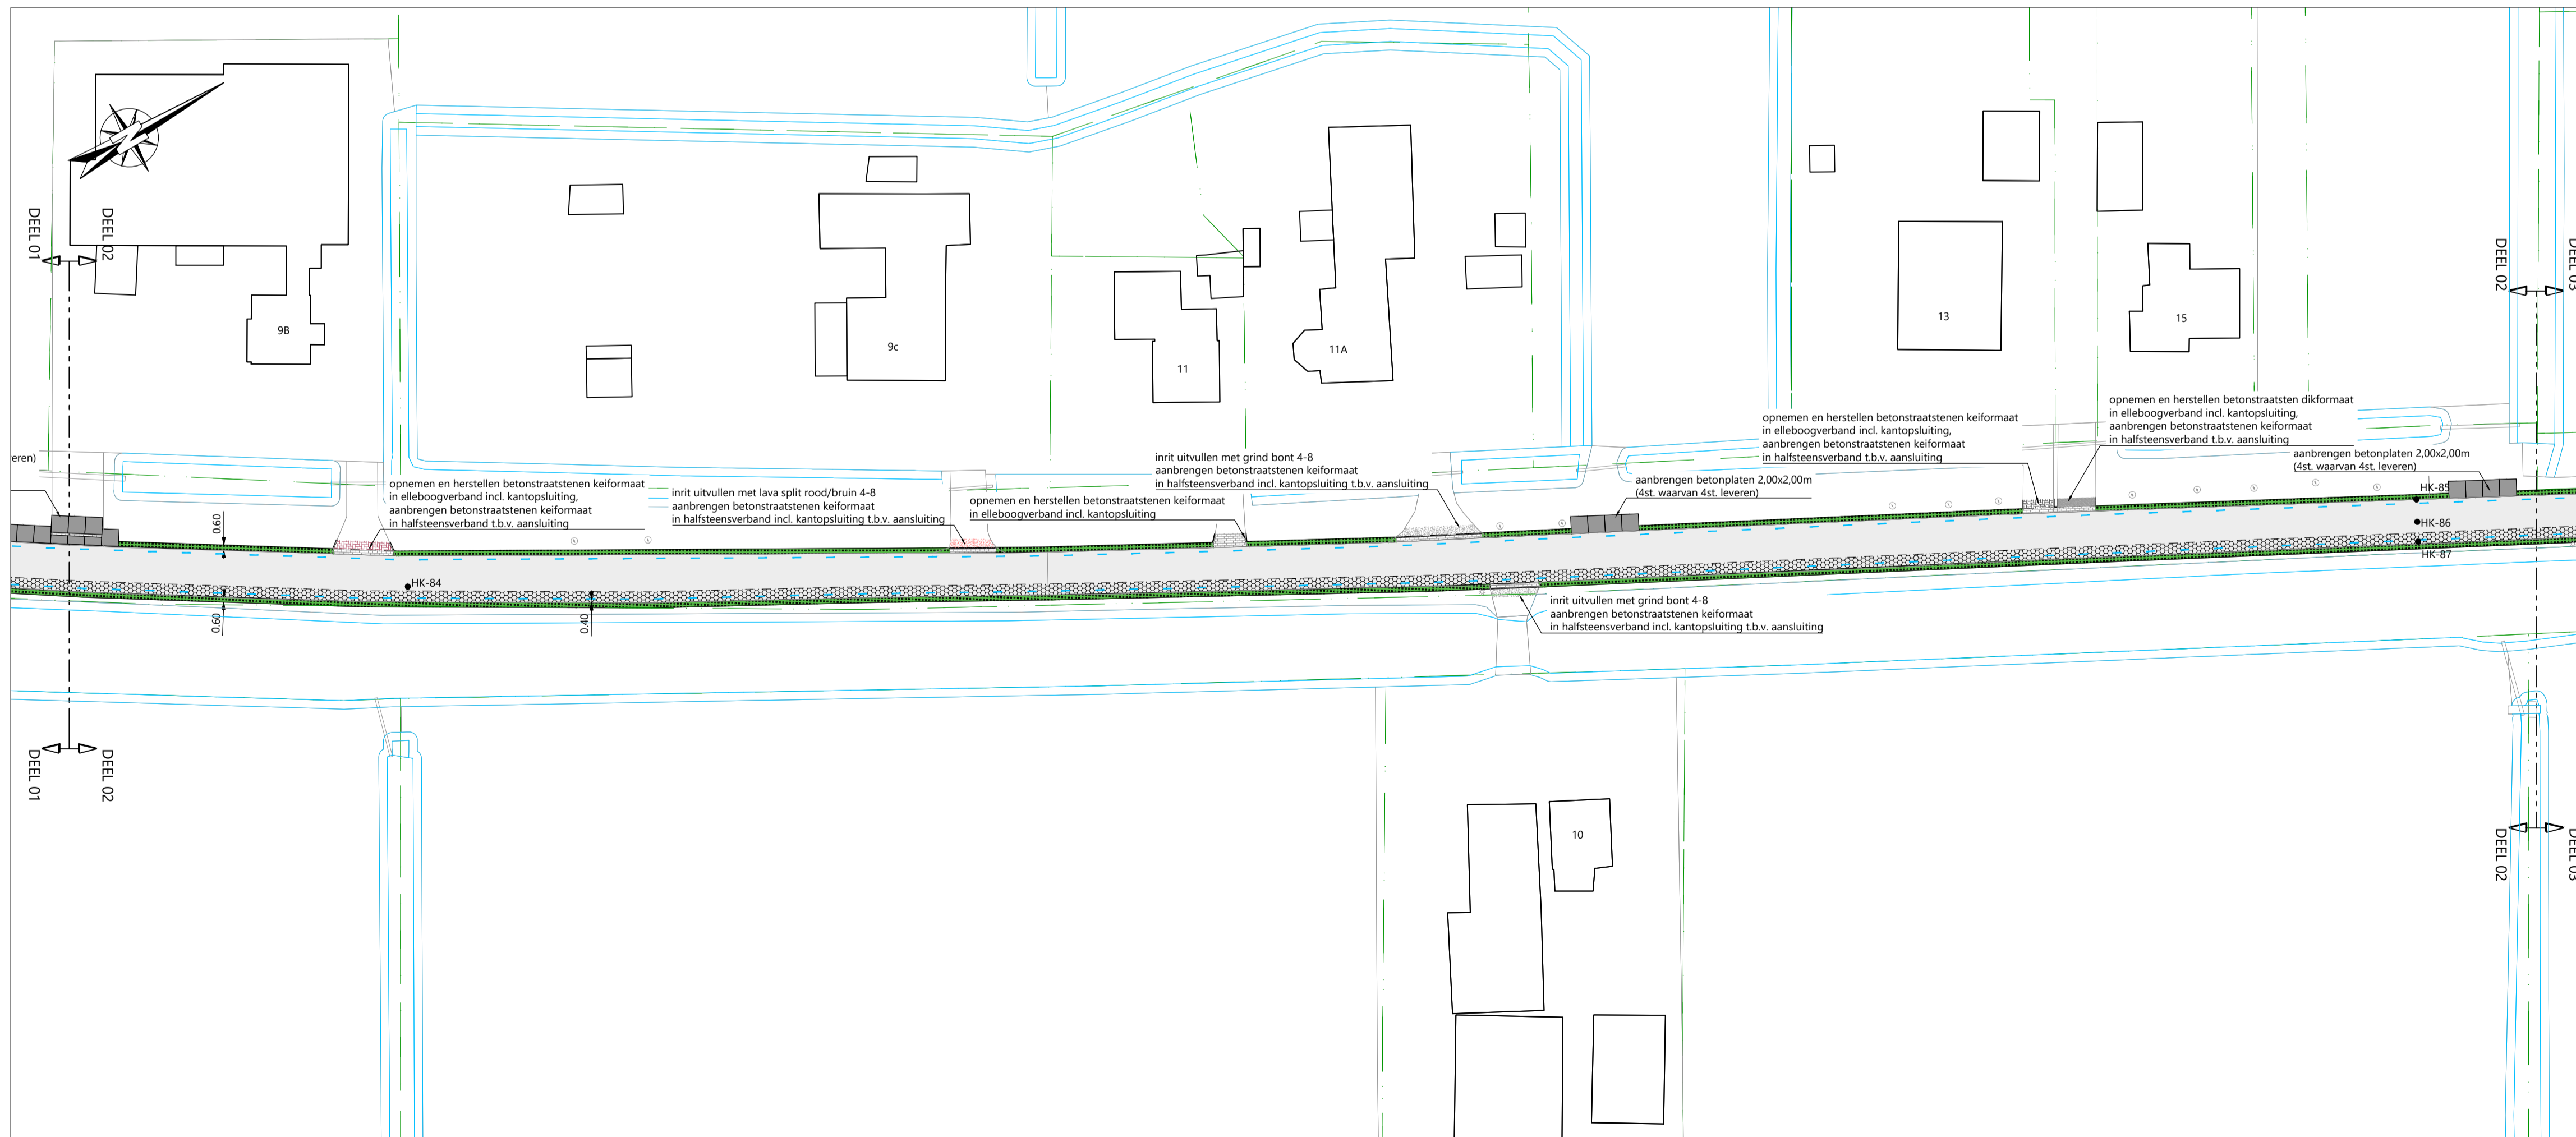 DEEL 01
DEEL 02
9B
9c
11
11A
13
15
DEEL 02
DEEL 03
eren)
opnemen en herstellen betonstraatstenen keiformaat
in elleboogverband incl. kantopsluiting,
aanbrengen betonstraatstenen keiformaat
in halfsteensverband t.b.v. aansluiting
inrit uitvullen met lava split rood/bruin 4-8
aanbrengen betonstraatstenen keiformaat
in halfsteensverband incl. kantopsluiting t.b.v. aansluiting
opnemen en herstellen betonstraatstenen keiformaat
in elleboogverband incl. kantopsluiting
inrit uitvullen met grind bont 4-8
aanbrengen betonstraatstenen keiformaat
in halfsteensverband incl. kantopsluiting t.b.v. aansluiting
aanbrengen betonplaten 2,00x2,00m
(4st. waarvan 4st. leveren)
opnemen en herstellen betonstraatstenen keiformaat
in elleboogverband incl. kantopsluiting,
aanbrengen betonstraatstenen keiformaat
in halfsteensverband t.b.v. aansluiting
opnemen en herstellen betonstraatsten dikformaat
in elleboogverband incl. kantopsluiting,
aanbrengen betonstraatstenen keiformaat
in halfsteensverband t.b.v. aansluiting
aanbrengen betonplaten 2,00x2,00m
(4st. waarvan 4st. leveren)
HK-85
HK-86
HK-87
0.60
HK-84
0.60
0.40
inrit uitvullen met grind bont 4-8
aanbrengen betonstraatstenen keiformaat
in halfsteensverband incl. kantopsluiting t.b.v. aansluiting
DEEL 01
DEEL 02
10
DEEL 02
DEEL 03